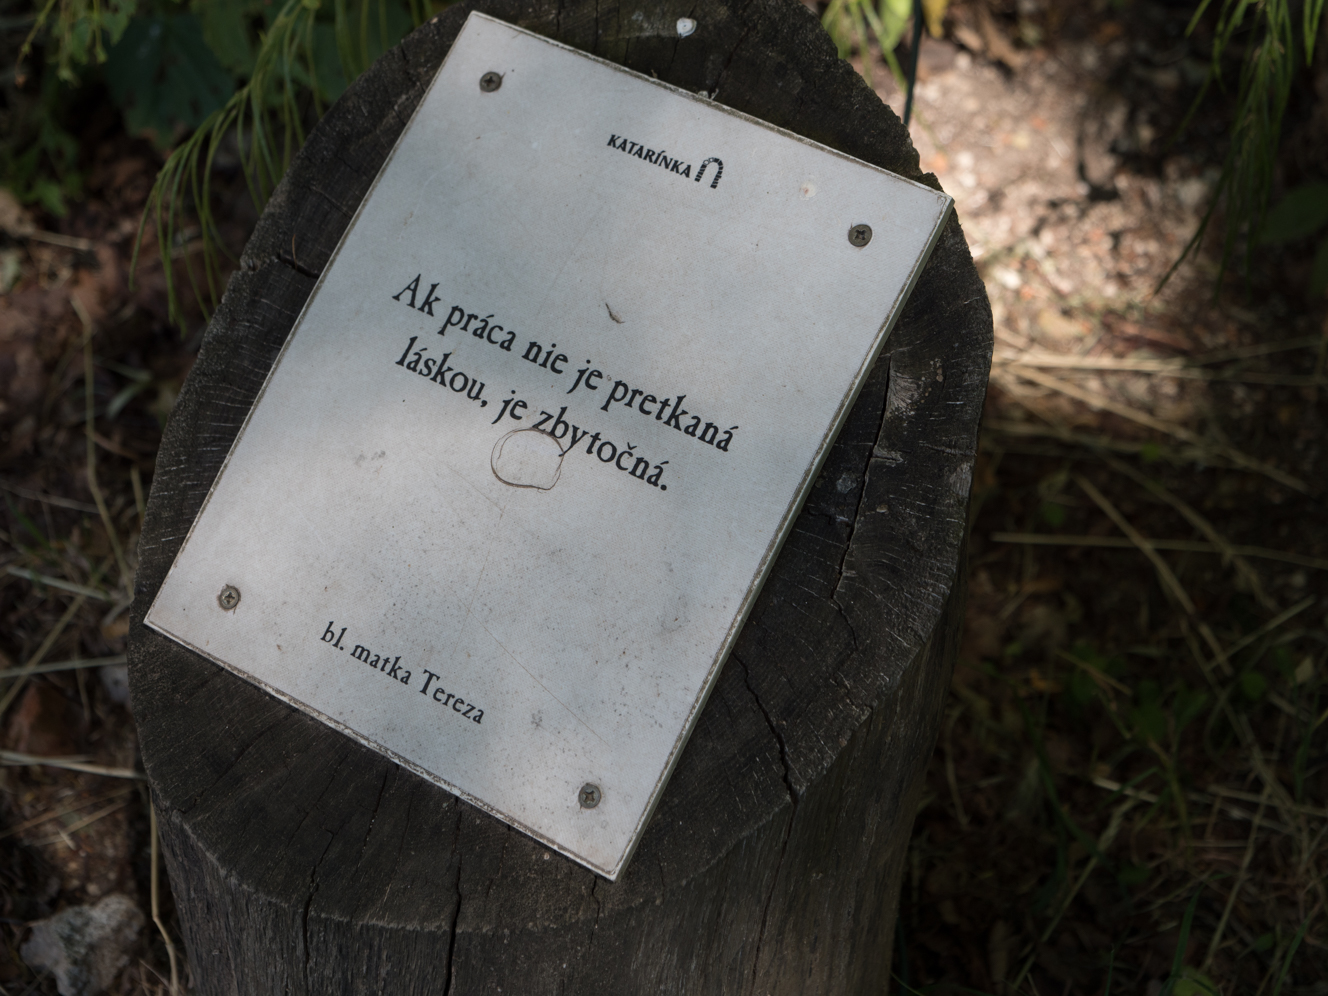 KATARÍNKA
Ak práca nie je pretkaná
láskou, je zbytočná.
bl. matka Tereza